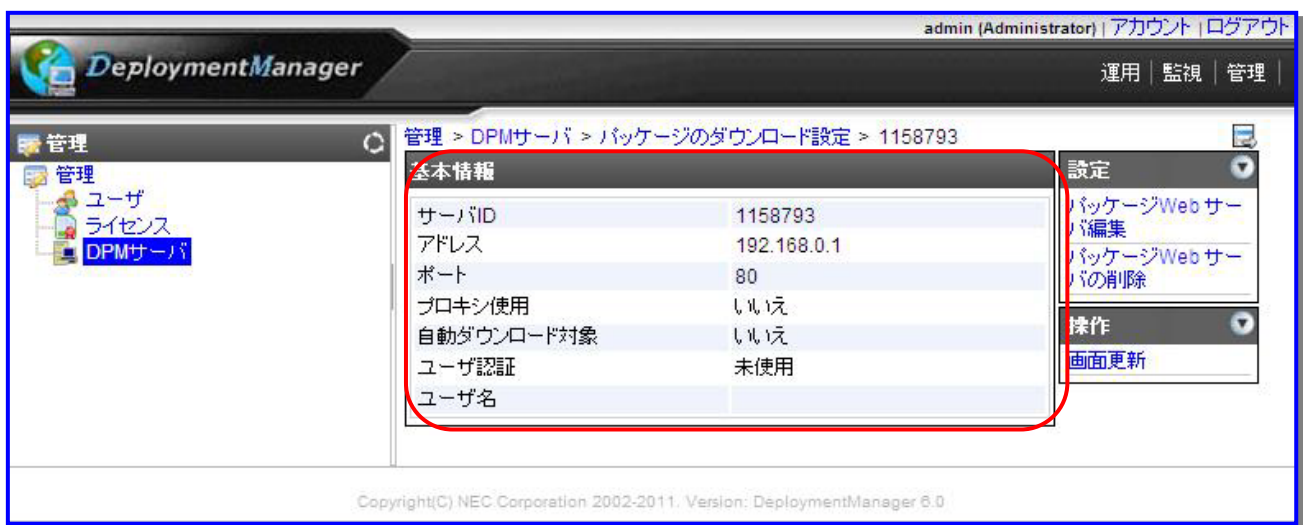 admin (Administrator) | アカウント | ログアウト
DeploymentManager
運用 | 監視 | 管理 |
管理
管理
ユーザ
ライセンス
DPMサーバ
管理 > DPMサーバ > パッケージのダウンロード設定 > 1158793
基本情報
サーバID 1158793
アドレス 192.168.0.1
ポート 80
プロキシ使用 いいえ
自動ダウンロード対象 いいえ
ユーザ認証 未使用
ユーザ名
設定
パッケージWeb サー
バ編集
パッケージWeb サー
バの削除
操作
画面更新
Copyright(C) NEC Corporation 2002-2011. Version: DeploymentManager 6.0